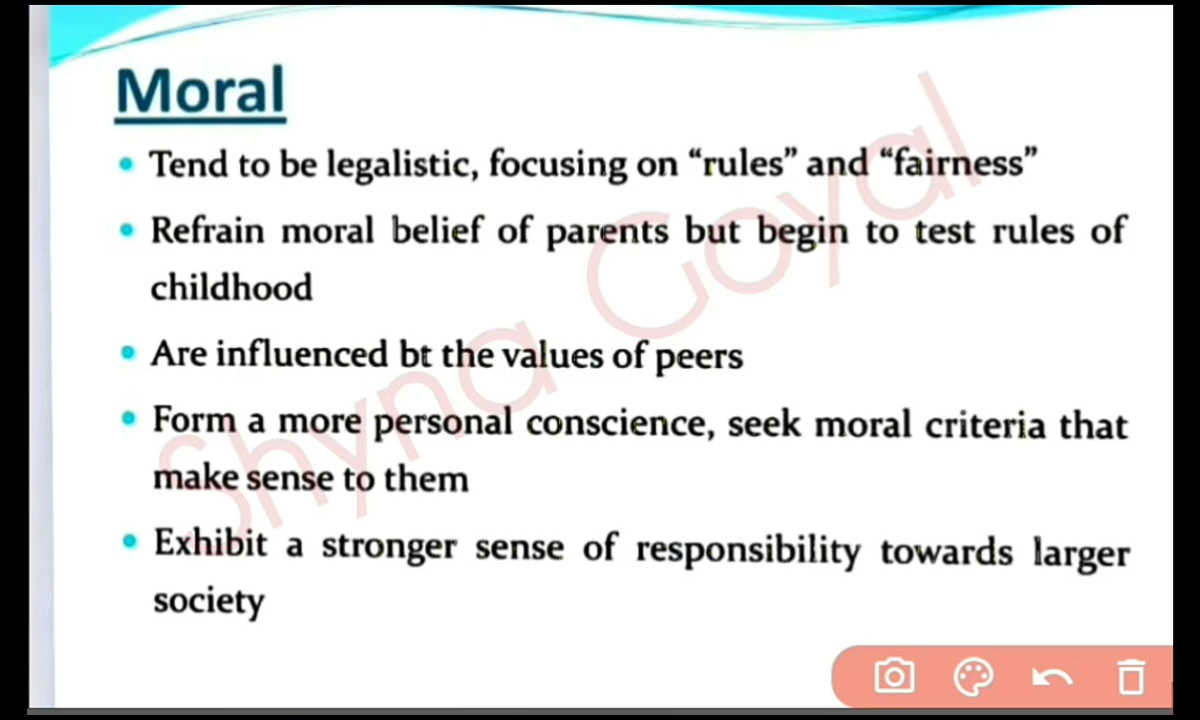 Moral
Tend to be legalistic, focusing on “rules” and “fairness”
Refrain moral belief of parents but begin to test rules of
childhood
Are influenced bt the values of peers
Form a more personal conscience, seek moral criteria that
make sense to them
Exhibit a stronger sense of responsibility towards larger
society
Shyna Goyal